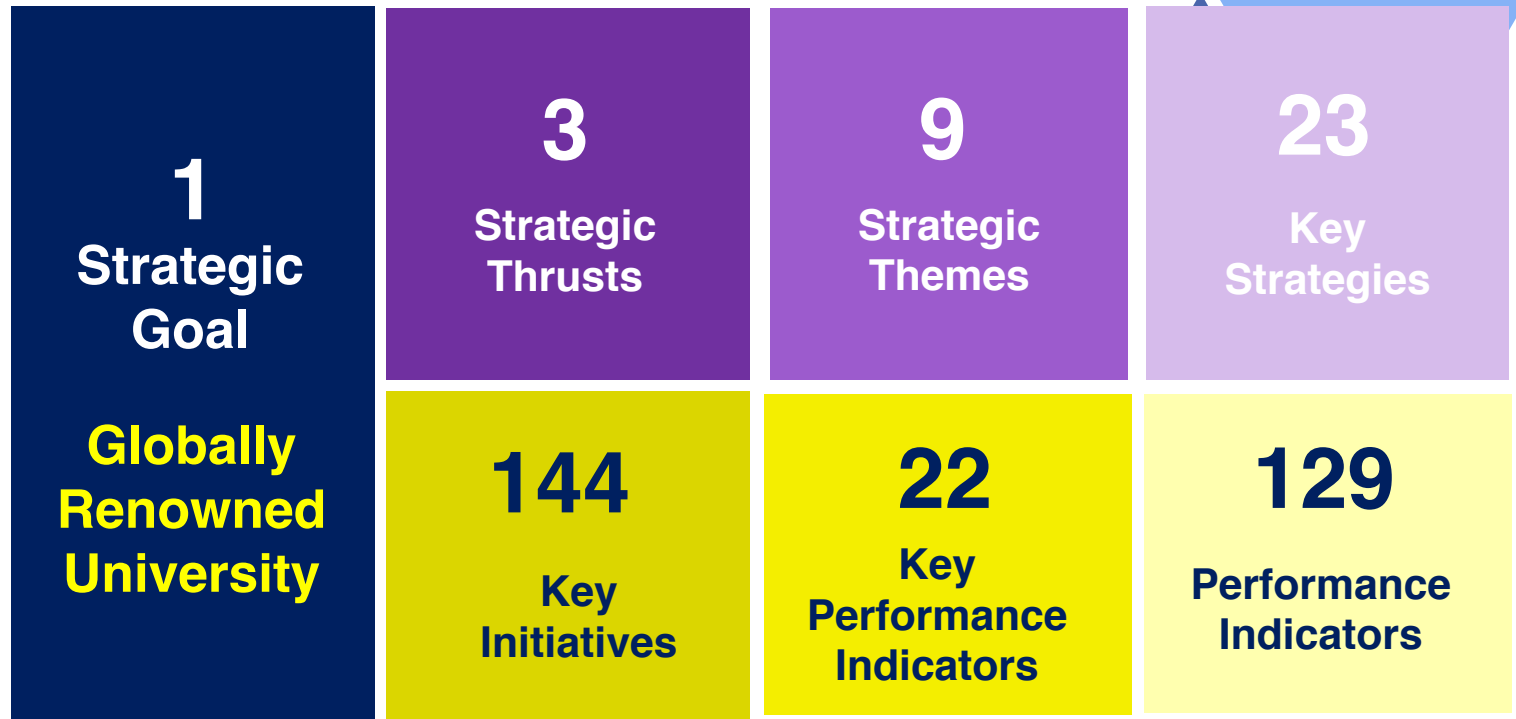 1
Strategic
Goal
Globally
Renowned
University
3
Strategic
Thrusts
9
Strategic
Themes
23
Key
Strategies
144
Key
Initiatives
22
Key
Performance
Indicators
129
Performance
Indicators